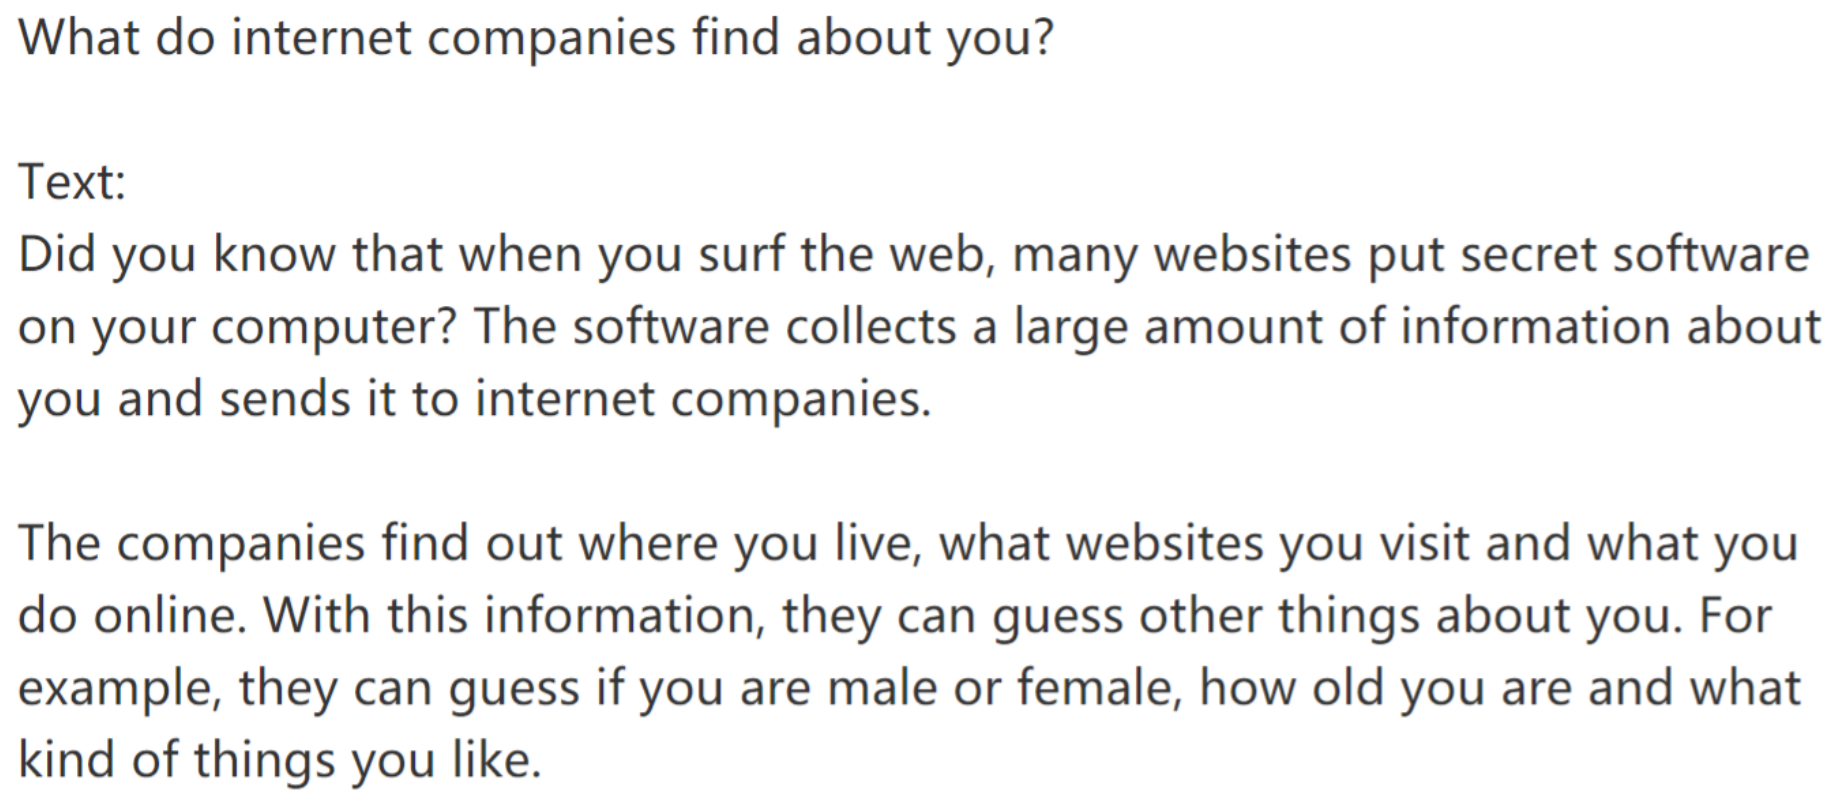 What do internet companies find about you?
Text:
Did you know that when you surf the web, many websites put secret software
on your computer? The software collects a large amount of information about
you and sends it to internet companies.
The companies find out where you live, what websites you visit and what you
do online. With this information, they can guess other things about you. For
example, they can guess if you are male or female, how old you are and what
kind of things you like.